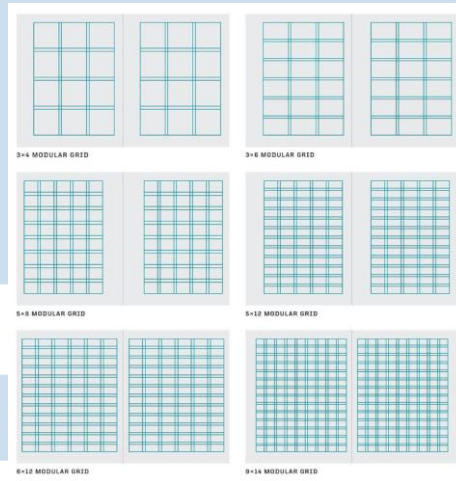 3×4 MODULAR GRID
3×6 MODULAR GRID
5×8 MODULAR GRID
5×12 MODULAR GRID
6×12 MODULAR GRID
9×14 MODULAR GRID